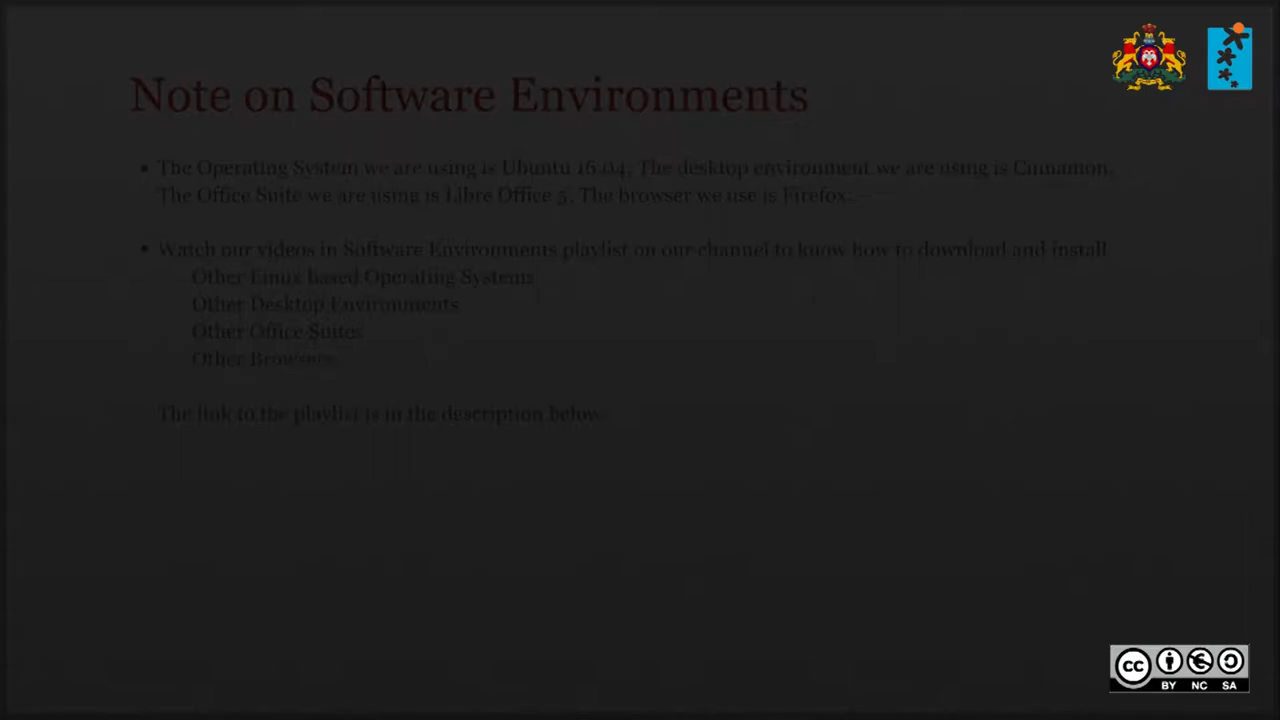 Note on Software Environments
• The Operating System we are using is Ubuntu 16.04. The desktop environment we are using is Cinnamon.
The Office Suite we are using is Libre Office 5. The browser we use is Firefox.
• Watch our videos in Software Environments playlist on our channel to know how to download and install
Other Linux based Operating Systems
Other Desktop Environments
Other Office Suites
Other Browsers
The link to the playlist is in the description below.
cc
BY NC SA